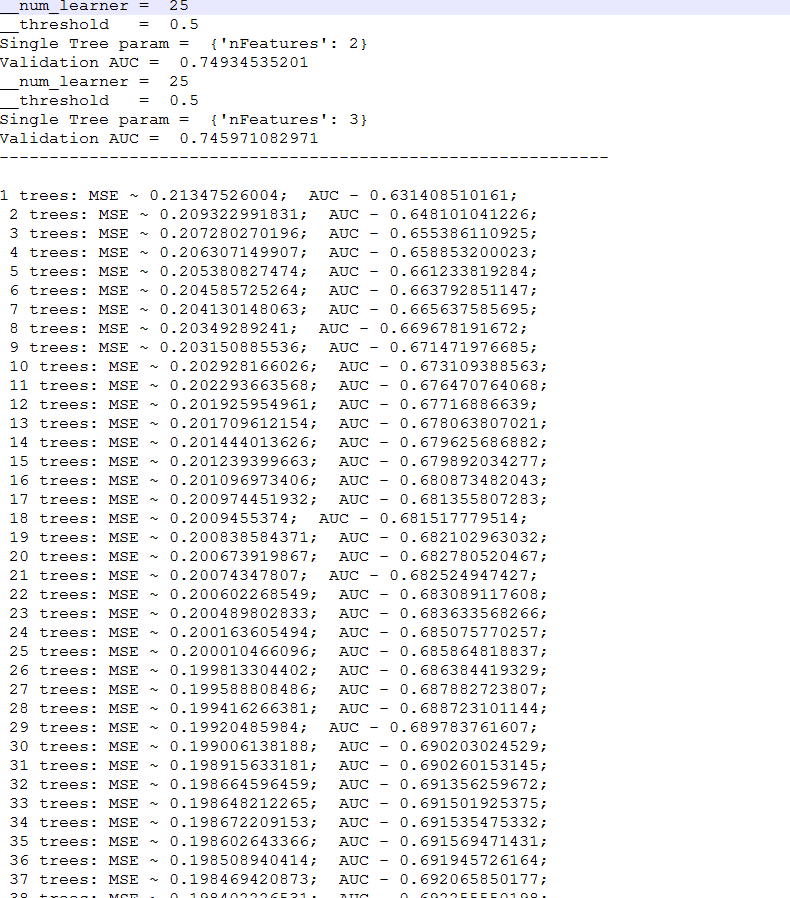 __num_learner =  25
__threshold   =  0.5
Single Tree param =  {'nFeatures': 2}
Validation AUC =  0.74934535201
__num_learner =  25
__threshold   =  0.5
Single Tree param =  {'nFeatures': 3}
Validation AUC =  0.745971082971
-------------------------------------------------------------
1 trees: MSE ~ 0.21347526004;  AUC - 0.631408510161;
2 trees: MSE ~ 0.209322991831;  AUC - 0.648101041226;
3 trees: MSE ~ 0.207280270196;  AUC - 0.655386110925;
4 trees: MSE ~ 0.206307149907;  AUC - 0.658853200023;
5 trees: MSE ~ 0.205380827474;  AUC - 0.661233819284;
6 trees: MSE ~ 0.204585725264;  AUC - 0.663792851147;
7 trees: MSE ~ 0.204130148063;  AUC - 0.665637585695;
8 trees: MSE ~ 0.20349289241;  AUC - 0.669678191672;
9 trees: MSE ~ 0.203150885536;  AUC - 0.671471976685;
10 trees: MSE ~ 0.202928166026;  AUC - 0.673109388563;
11 trees: MSE ~ 0.202293663568;  AUC - 0.676470764068;
12 trees: MSE ~ 0.201925954961;  AUC - 0.67716886639;
13 trees: MSE ~ 0.201709612154;  AUC - 0.678063807021;
14 trees: MSE ~ 0.201444013626;  AUC - 0.679625686882;
15 trees: MSE ~ 0.201239399663;  AUC - 0.679892034277;
16 trees: MSE ~ 0.201096973406;  AUC - 0.680873482043;
17 trees: MSE ~ 0.200974451932;  AUC - 0.681355807283;
18 trees: MSE ~ 0.2009455374;  AUC - 0.681517779514;
19 trees: MSE ~ 0.200838584371;  AUC - 0.682102963032;
20 trees: MSE ~ 0.200673919867;  AUC - 0.682780520467;
21 trees: MSE ~ 0.20074347807;  AUC - 0.682524947427;
22 trees: MSE ~ 0.200602268549;  AUC - 0.683089117608;
23 trees: MSE ~ 0.200489802833;  AUC - 0.683633568266;
24 trees: MSE ~ 0.200163605494;  AUC - 0.685075770257;
25 trees: MSE ~ 0.200010466096;  AUC - 0.685864818837;
26 trees: MSE ~ 0.199813304402;  AUC - 0.686384419329;
27 trees: MSE ~ 0.199588808486;  AUC - 0.687882723807;
28 trees: MSE ~ 0.199416266381;  AUC - 0.688723101144;
29 trees: MSE ~ 0.19920485984;  AUC - 0.689783761607;
30 trees: MSE ~ 0.199006138188;  AUC - 0.690203024529;
31 trees: MSE ~ 0.198915633181;  AUC - 0.690260153145;
32 trees: MSE ~ 0.198664596459;  AUC - 0.691356259672;
33 trees: MSE ~ 0.198648212265;  AUC - 0.691501925375;
34 trees: MSE ~ 0.198672209153;  AUC - 0.691535475332;
35 trees: MSE ~ 0.198602643366;  AUC - 0.691569471431;
36 trees: MSE ~ 0.198508940414;  AUC - 0.691945726164;
37 trees: MSE ~ 0.198469420873;  AUC - 0.692065850177;
38 trees: MSE ~